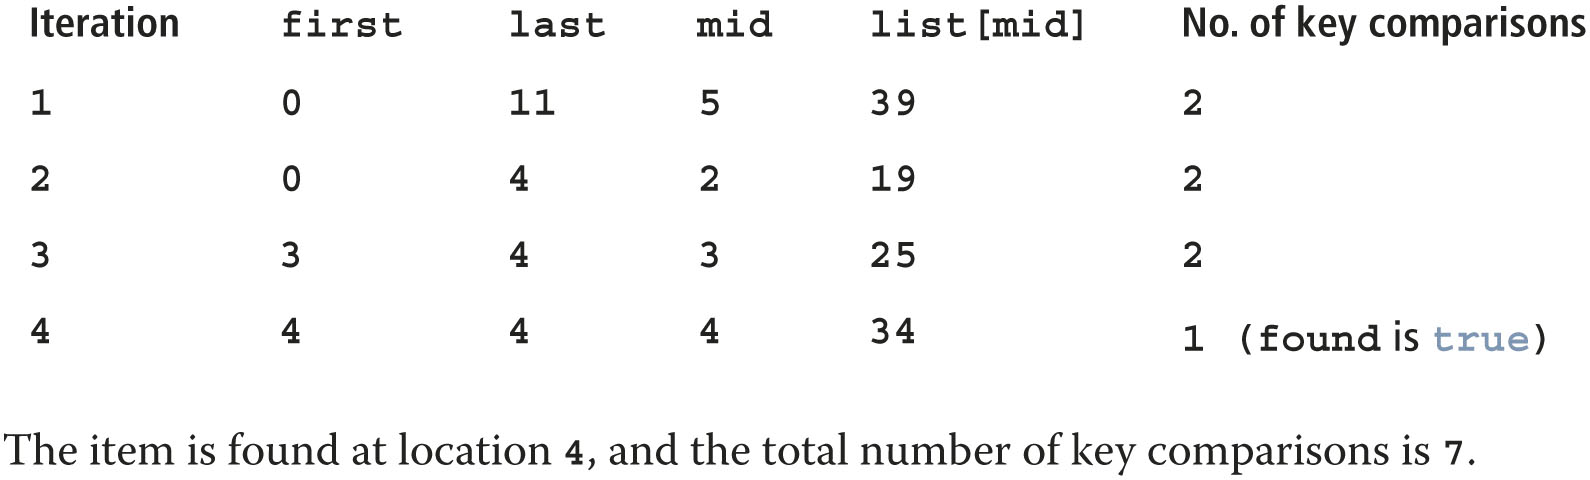 Iteration first last mid list[mid] No. of key comparisons
1 0 11 5 39 2
2 0 4 2 19 2
3 3 4 3 25 2
4 4 4 4 34 1 (found is true)
The item is found at location 4, and the total number of key comparisons is 7.